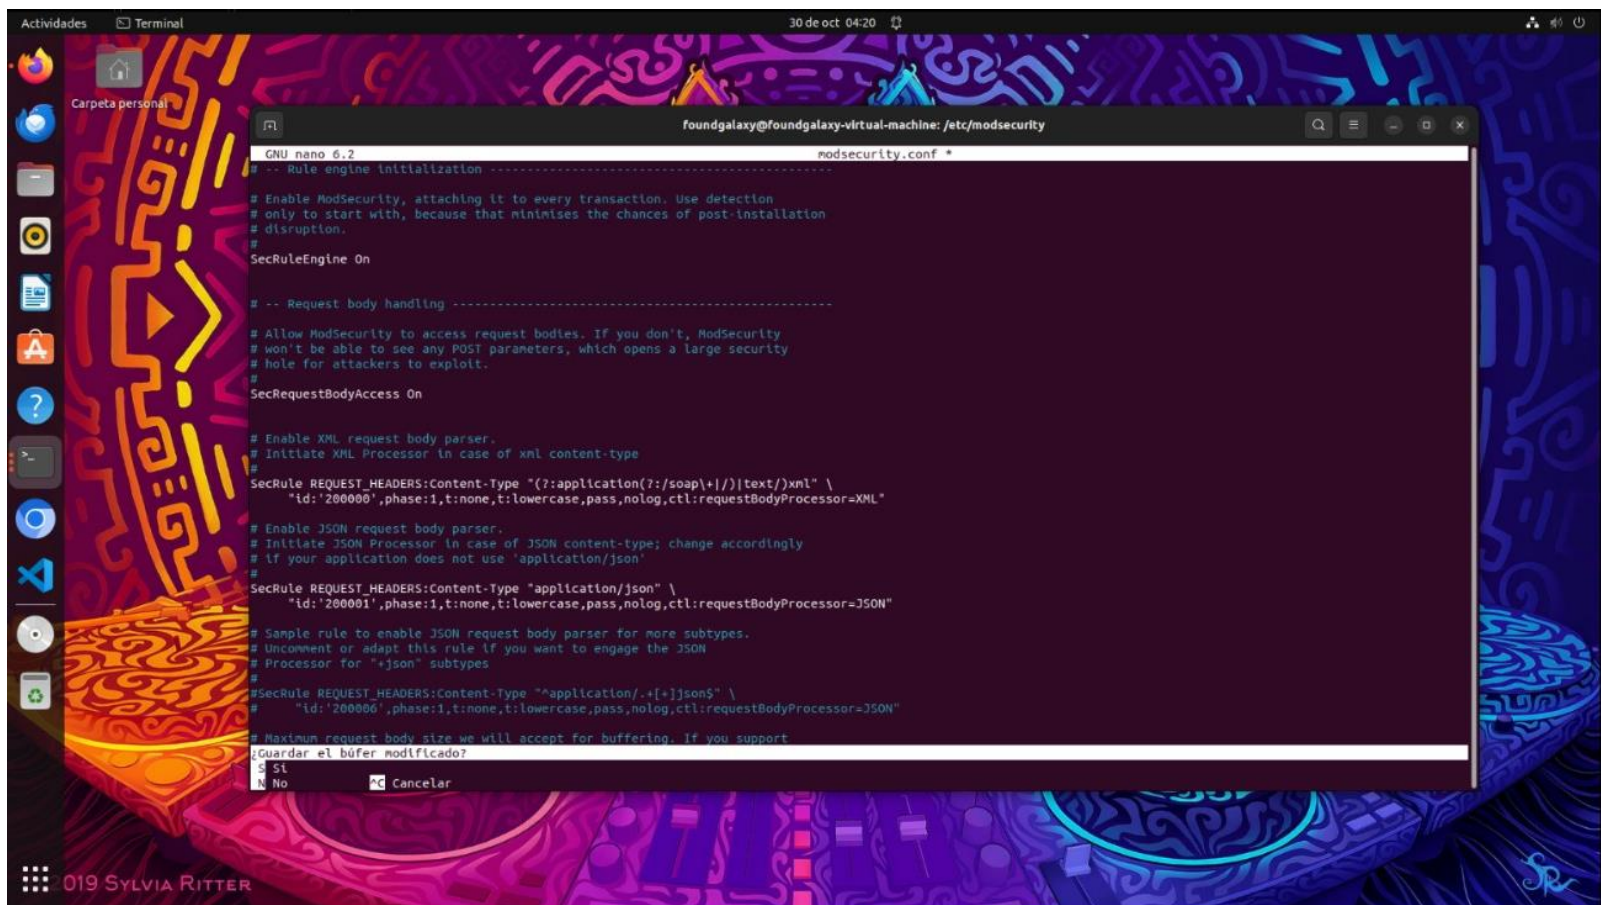 Actividades Terminal 30 de oct 04:20
Carpeta personal
foundgalaxy@foundgalaxy-virtual-machine: /etc/modsecurity
GNU nano 6.2 modsecurity.conf *
# -- Rule engine initialization ----------------------------------------------
# Enable ModSecurity, attaching it to every transaction. Use detection
# only to start with, because that minimises the chances of post-installation
# disruption.
#
SecRuleEngine On
# -- Request body handling ---------------------------------------------------
# Allow ModSecurity to access request bodies. If you don't, ModSecurity
# won't be able to see any POST parameters, which opens a large security
# hole for attackers to exploit.
#
SecRequestBodyAccess On
# Enable XML request body parser.
# Initiate XML Processor in case of xml content-type
#
SecRule REQUEST_HEADERS:Content-Type "(?:application(?:/soap\+|/)|text/)xml" \
"id:'200000',phase:1,t:none,t:lowercase,pass,nolog,ctl:requestBodyProcessor=XML"
# Enable JSON request body parser.
# Initiate JSON Processor in case of JSON content-type; change accordingly
# if your application does not use 'application/json'
#
SecRule REQUEST_HEADERS:Content-Type "application/json" \
"id:'200001',phase:1,t:none,t:lowercase,pass,nolog,ctl:requestBodyProcessor=JSON"
# Sample rule to enable JSON request body parser for more subtypes.
# Uncomment or adapt this rule if you want to engage the JSON
# Processor for "+json" subtypes
#
#SecRule REQUEST_HEADERS:Content-Type "^application/.+[+]json$" \
# "id:'200006',phase:1,t:none,t:lowercase,pass,nolog,ctl:requestBodyProcessor=JSON"
# Maximum request body size we will accept for buffering. If you support
¿Guardar el búfer modificado?
S Sí
N No ^C Cancelar
2019 SYLVIA RITTER